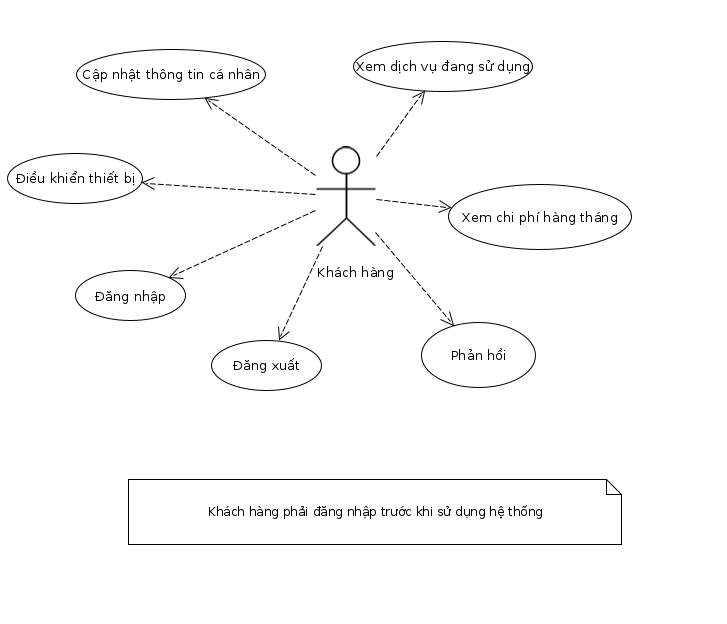 Cập nhật thông tin cá nhân
Xem dịch vụ đang sử dụng
Điều khiển thiết bị
Xem chi phí hàng tháng
Khách hàng
Đăng nhập
Đăng xuất
Phản hồi
Khách hàng phải đăng nhập trước khi sử dụng hệ thống